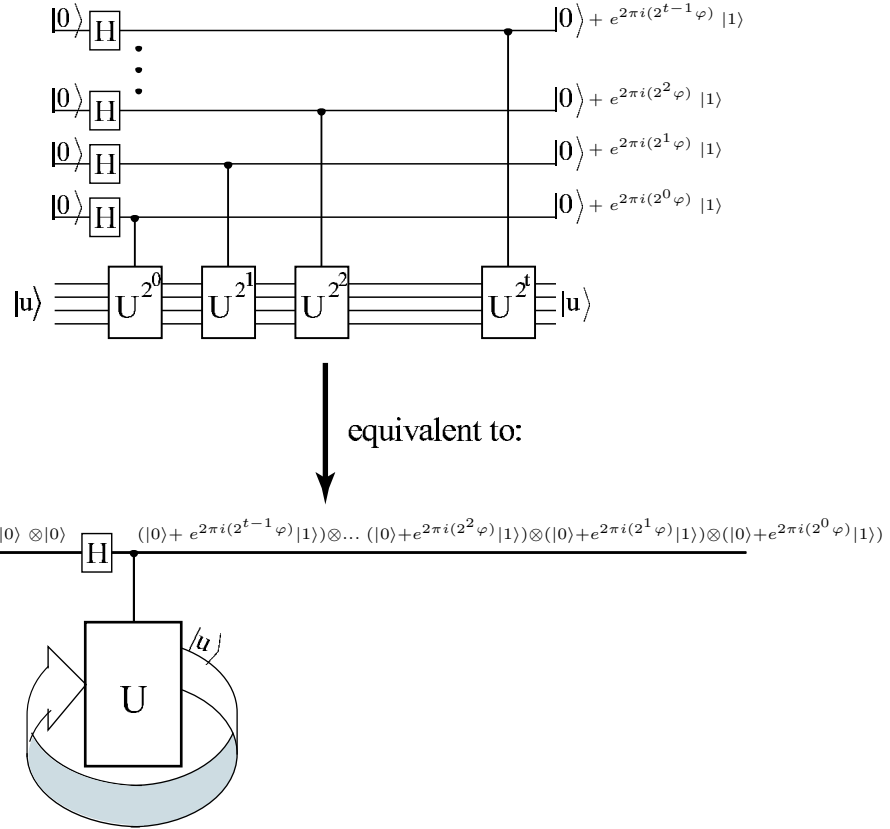 |0⟩ H |0⟩ + e^{2πi(2^{t−1}φ)} |1⟩
|0⟩ H |0⟩ + e^{2πi(2^2φ)} |1⟩
|0⟩ H |0⟩ + e^{2πi(2^1φ)} |1⟩
|0⟩ H |0⟩ + e^{2πi(2^0φ)} |1⟩
|u⟩ U^{2^0} U^{2^1} U^{2^2} U^{2^t} |u⟩
equivalent to:
|0⟩ ⊗|0⟩ H (|0⟩+ e^{2πi(2^{t−1}φ)}|1⟩)⊗... (|0⟩+e^{2πi(2^2φ)}|1⟩)⊗(|0⟩+e^{2πi(2^1φ)}|1⟩)⊗(|0⟩+e^{2πi(2^0φ)}|1⟩)
|u⟩
U